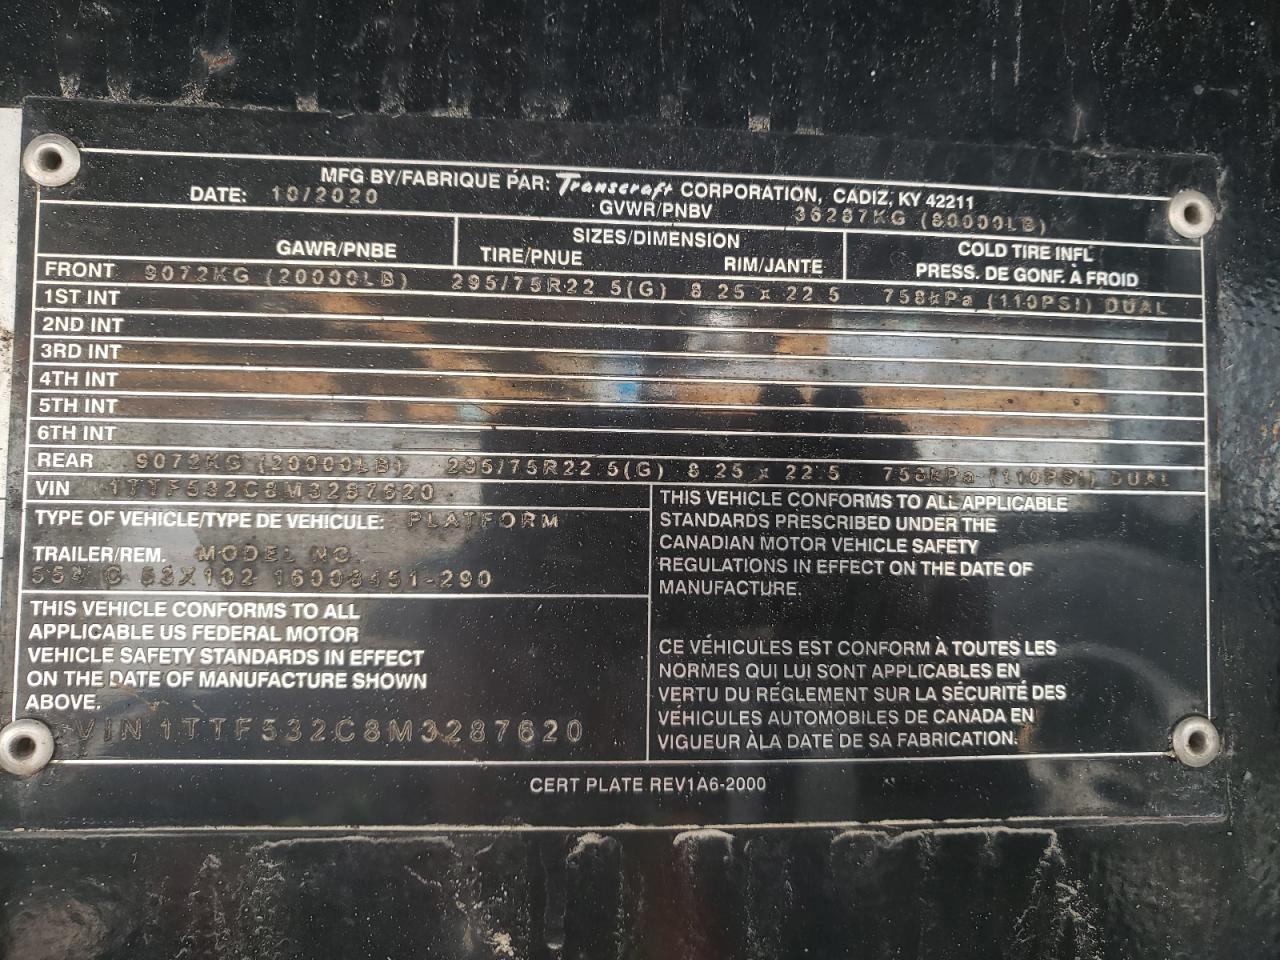 MFG BY/FABRIQUE PAR: Transcraft CORPORATION, CADIZ, KY 42211
DATE: 10/2020 GVWR/PNBV 36287KG (80000LB)
GAWR/PNBE SIZES/DIMENSION TIRE/PNUE RIM/JANTE COLD TIRE INFL. PRESS. DE GONF. À FROID
FRONT 9072KG (20000LB) 295/75R22 5(G) 8 25 x 22 5 758kPa (110PSI) DUAL
1ST INT
2ND INT
3RD INT
4TH INT
5TH INT
6TH INT
REAR 9072KG (20000LB) 295/75R22 5(G) 8 25 x 22 5 758kPa (110PSI) DUAL
VIN 1TTF532C8M3287620
TYPE OF VEHICLE/TYPE DE VEHICULE: PLATFORM
TRAILER/REM. MODEL NO.
53X102 -290
THIS VEHICLE CONFORMS TO ALL
APPLICABLE US FEDERAL MOTOR
VEHICLE SAFETY STANDARDS IN EFFECT
ON THE DATE OF MANUFACTURE SHOWN
ABOVE.
VIN 1TTF532C8M3287620
THIS VEHICLE CONFORMS TO ALL APPLICABLE
STANDARDS PRESCRIBED UNDER THE
CANADIAN MOTOR VEHICLE SAFETY
REGULATIONS IN EFFECT ON THE DATE OF
MANUFACTURE.
CE VÉHICULES EST CONFORM À TOUTES LES
NORMES QUI LUI SONT APPLICABLES EN
VERTU DU RÉGLEMENT SUR LA SÉCURITÉ DES
VÉHICULES AUTOMOBILES DE CANADA EN
VIGUEUR ÀLA DATE DE SA FABRICATION.
CERT PLATE REV1A6-2000